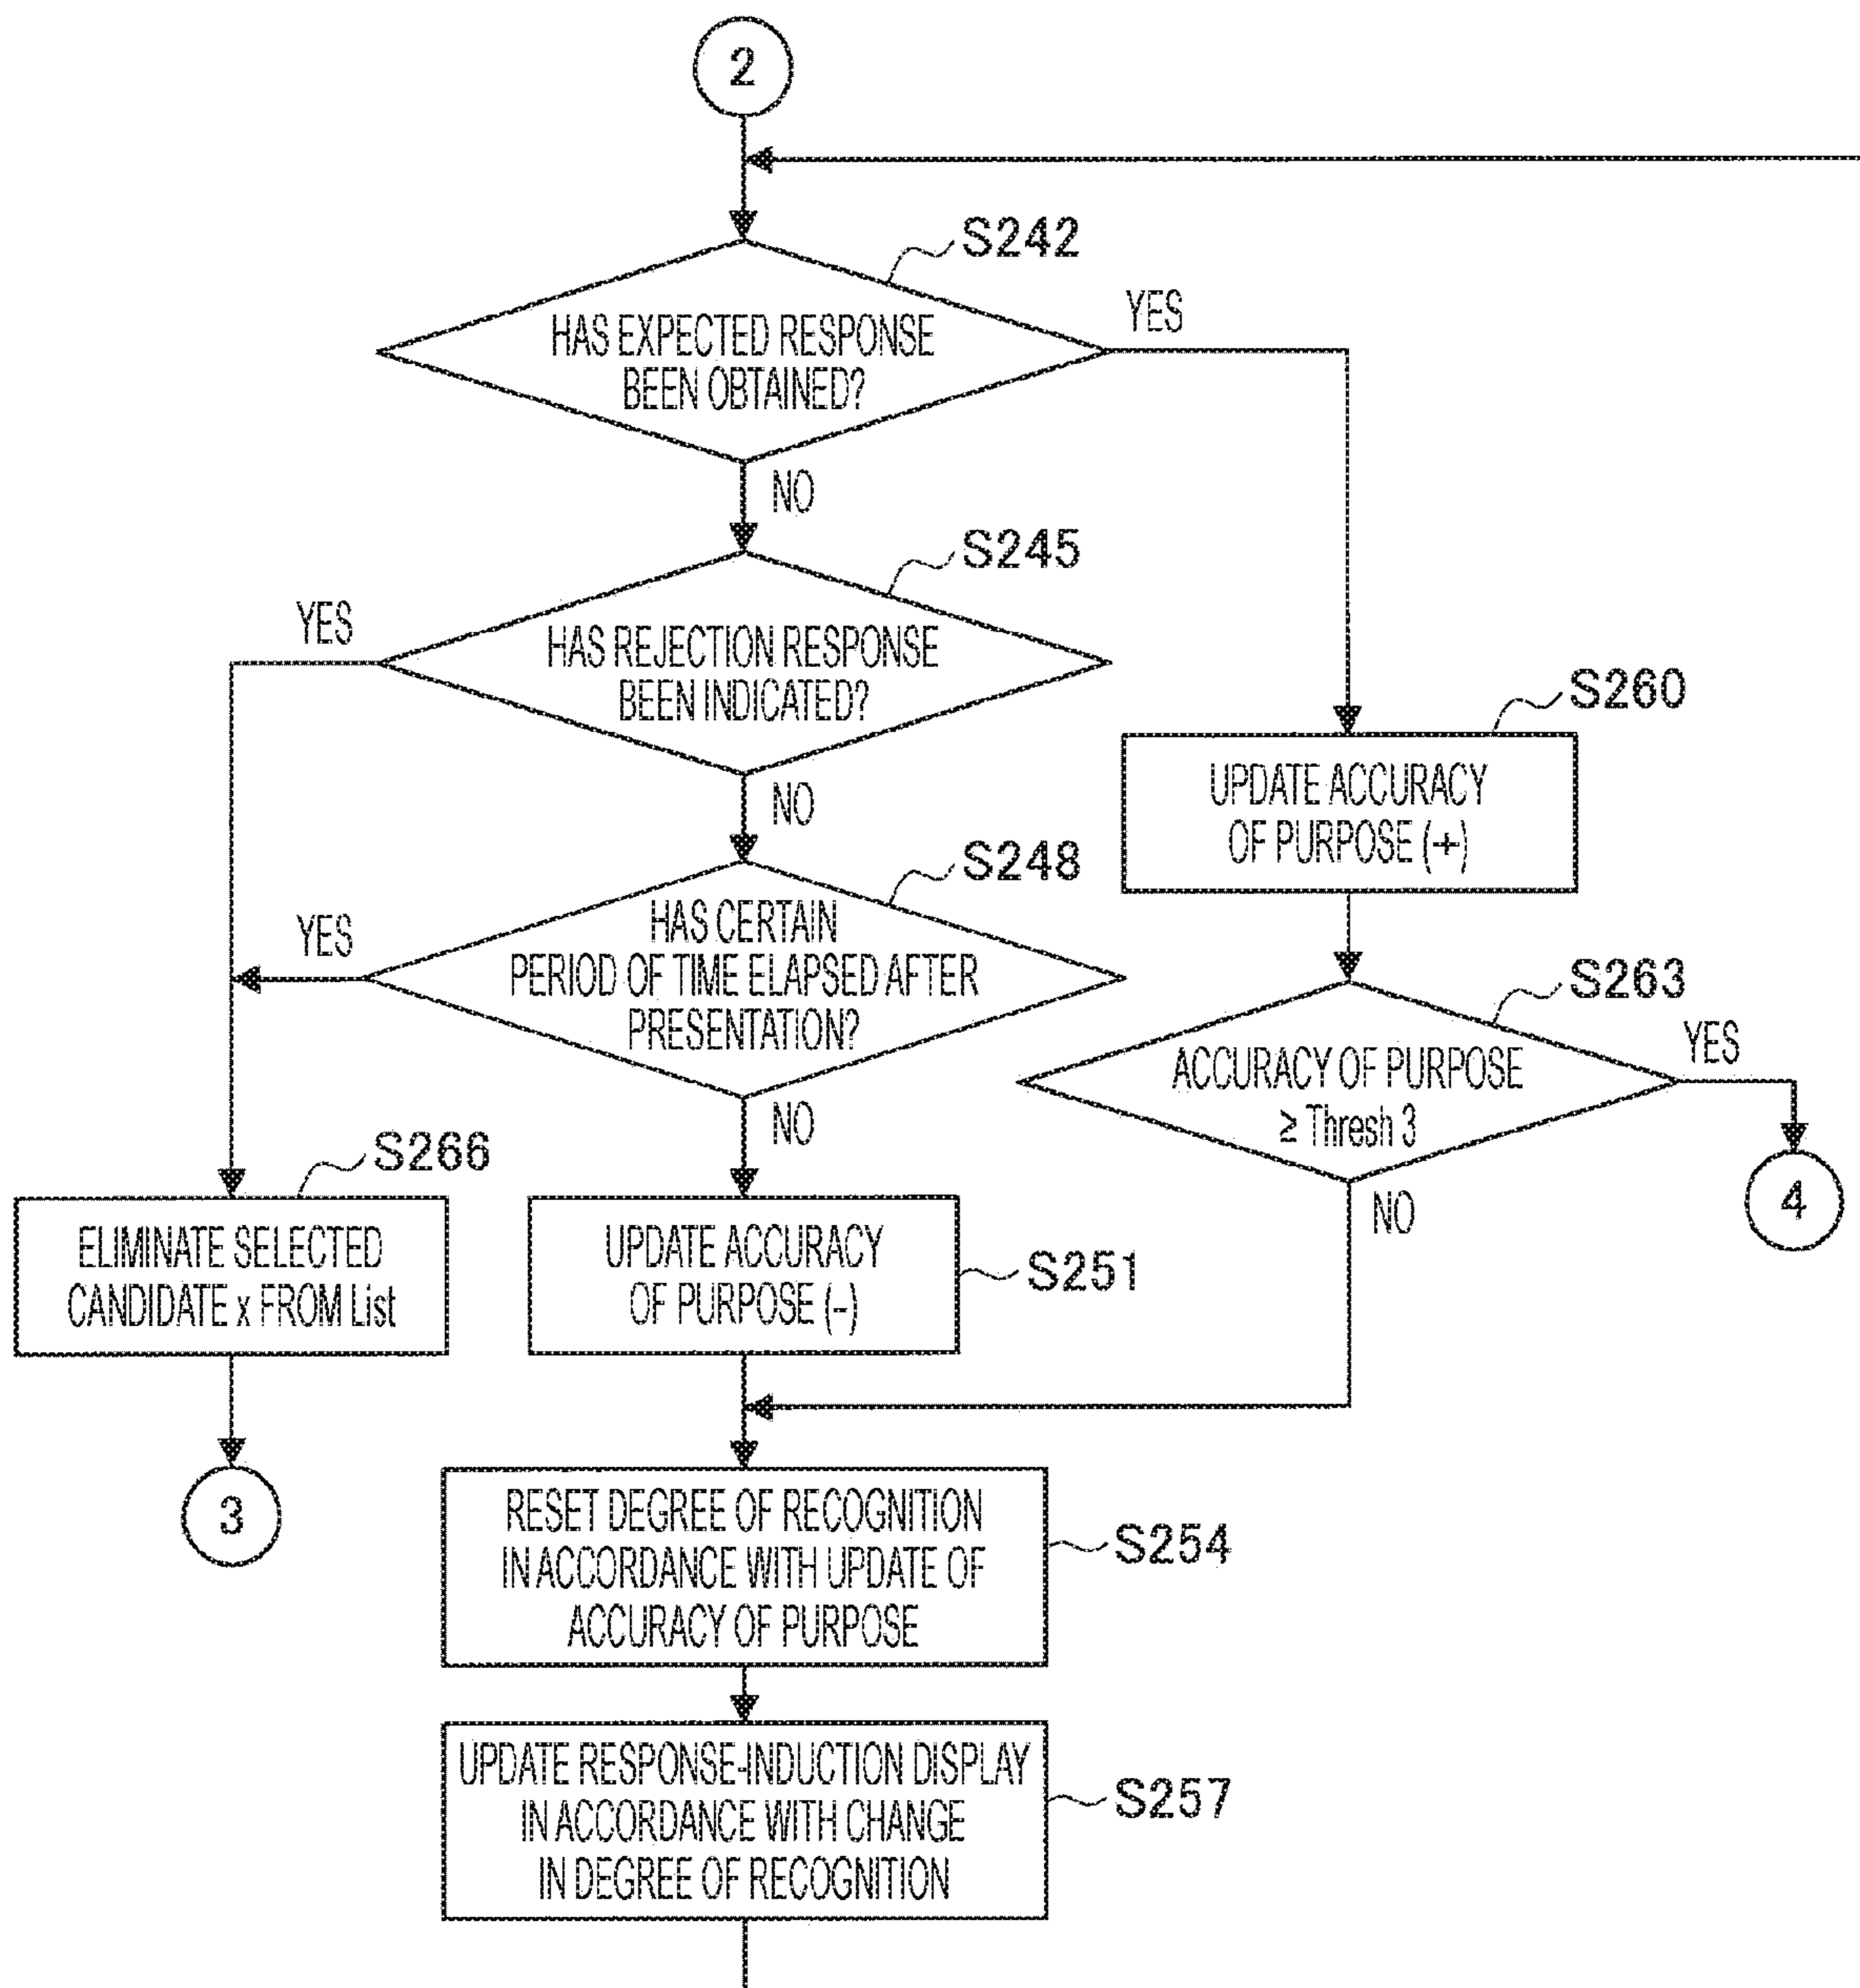 2
S242
HAS EXPECTED RESPONSE
BEEN OBTAINED?
YES
NO
S245
HAS REJECTION RESPONSE
BEEN INDICATED?
YES
NO
S260
UPDATE ACCURACY
OF PURPOSE (+)
S248
HAS CERTAIN
PERIOD OF TIME ELAPSED AFTER
PRESENTATION?
YES
NO
S263
ACCURACY OF PURPOSE
≥ Thresh 3
YES
NO
4
S266
ELIMINATE SELECTED
CANDIDATE x FROM List
3
S251
UPDATE ACCURACY
OF PURPOSE (-)
S254
RESET DEGREE OF RECOGNITION
IN ACCORDANCE WITH UPDATE OF
ACCURACY OF PURPOSE
S257
UPDATE RESPONSE-INDUCTION DISPLAY
IN ACCORDANCE WITH CHANGE
IN DEGREE OF RECOGNITION